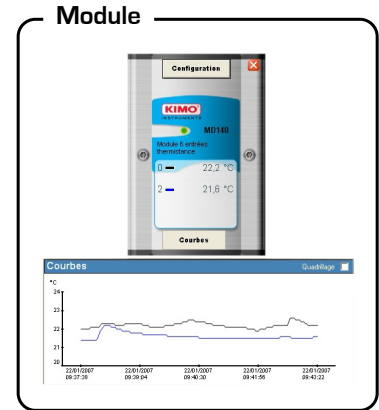 Module
Configuration
KIMO
INSTRUMENTS
MD140
Module 6 entrées
thermistance
0 22,2 °C
2 21,8 °C
Courbes
Courbes Quadrillage
°C
24
23
22
21
20
22/01/2007 22/01/2007 22/01/2007 22/01/2007 22/01/2007
09:37:38 09:39:04 09:40:30 09:41:56 09:43:22